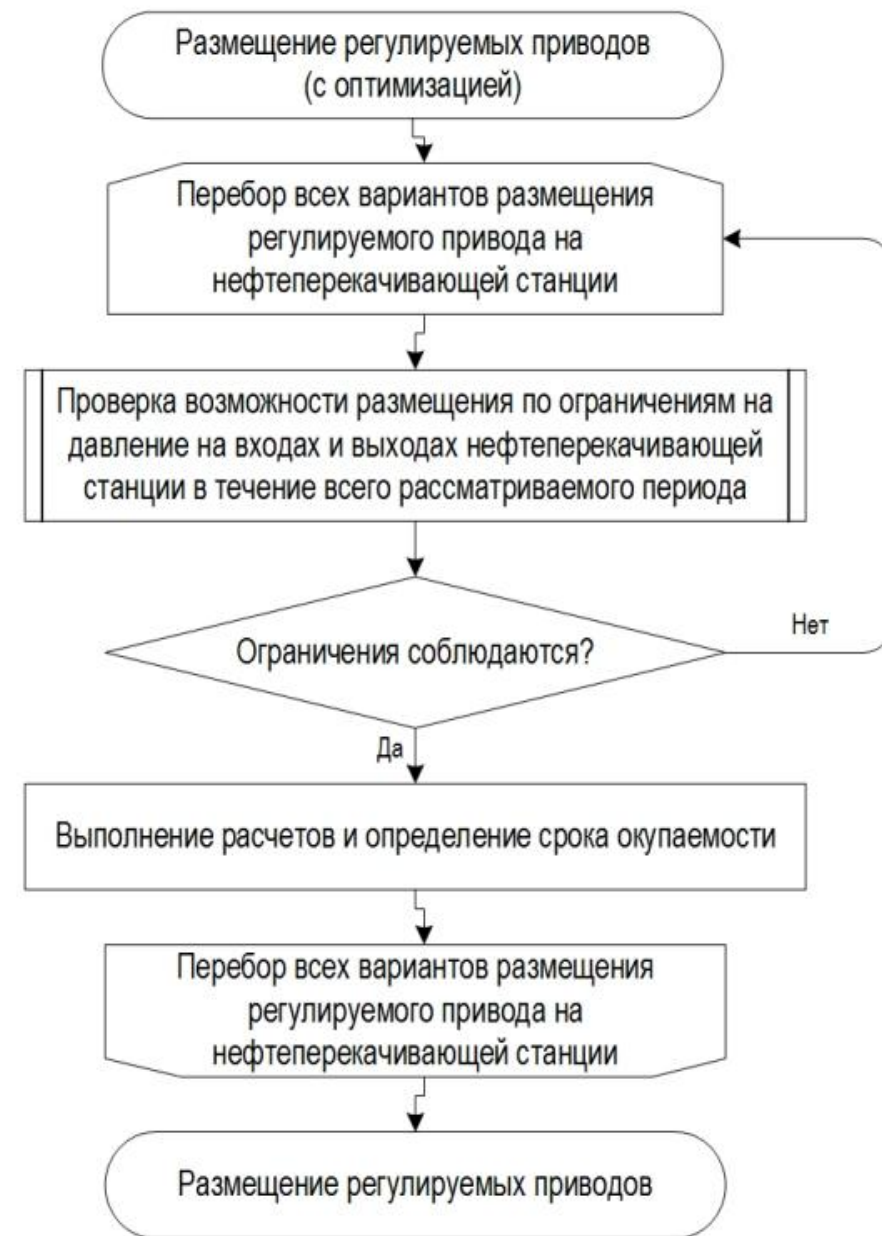 Размещение регулируемых приводов
(с оптимизацией)
Перебор всех вариантов размещения
регулируемого привода на
нефтеперекачивающей станции
Проверка возможности размещения по ограничениям на
давление на входах и выходах нефтеперекачивающей
станции в течение всего рассматриваемого периода
Ограничения соблюдаются?
Нет
Да
Выполнение расчетов и определение срока окупаемости
Перебор всех вариантов размещения
регулируемого привода на
нефтеперекачивающей станции
Размещение регулируемых приводов